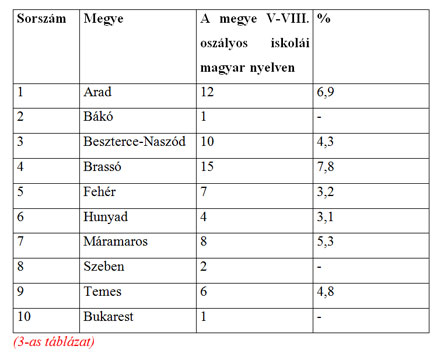 Sorszám Megye A megye V-VIII. %
oszályos iskolái
magyar nyelven
1 Arad 12 6,9
2 Bákó 1 -
3 Beszterce-Naszód 10 4,3
4 Brassó 15 7,8
5 Fehér 7 3,2
6 Hunyad 4 3,1
7 Máramaros 8 5,3
8 Szeben 2 -
9 Temes 6 4,8
10 Bukarest 1 -
(3-as táblázat)